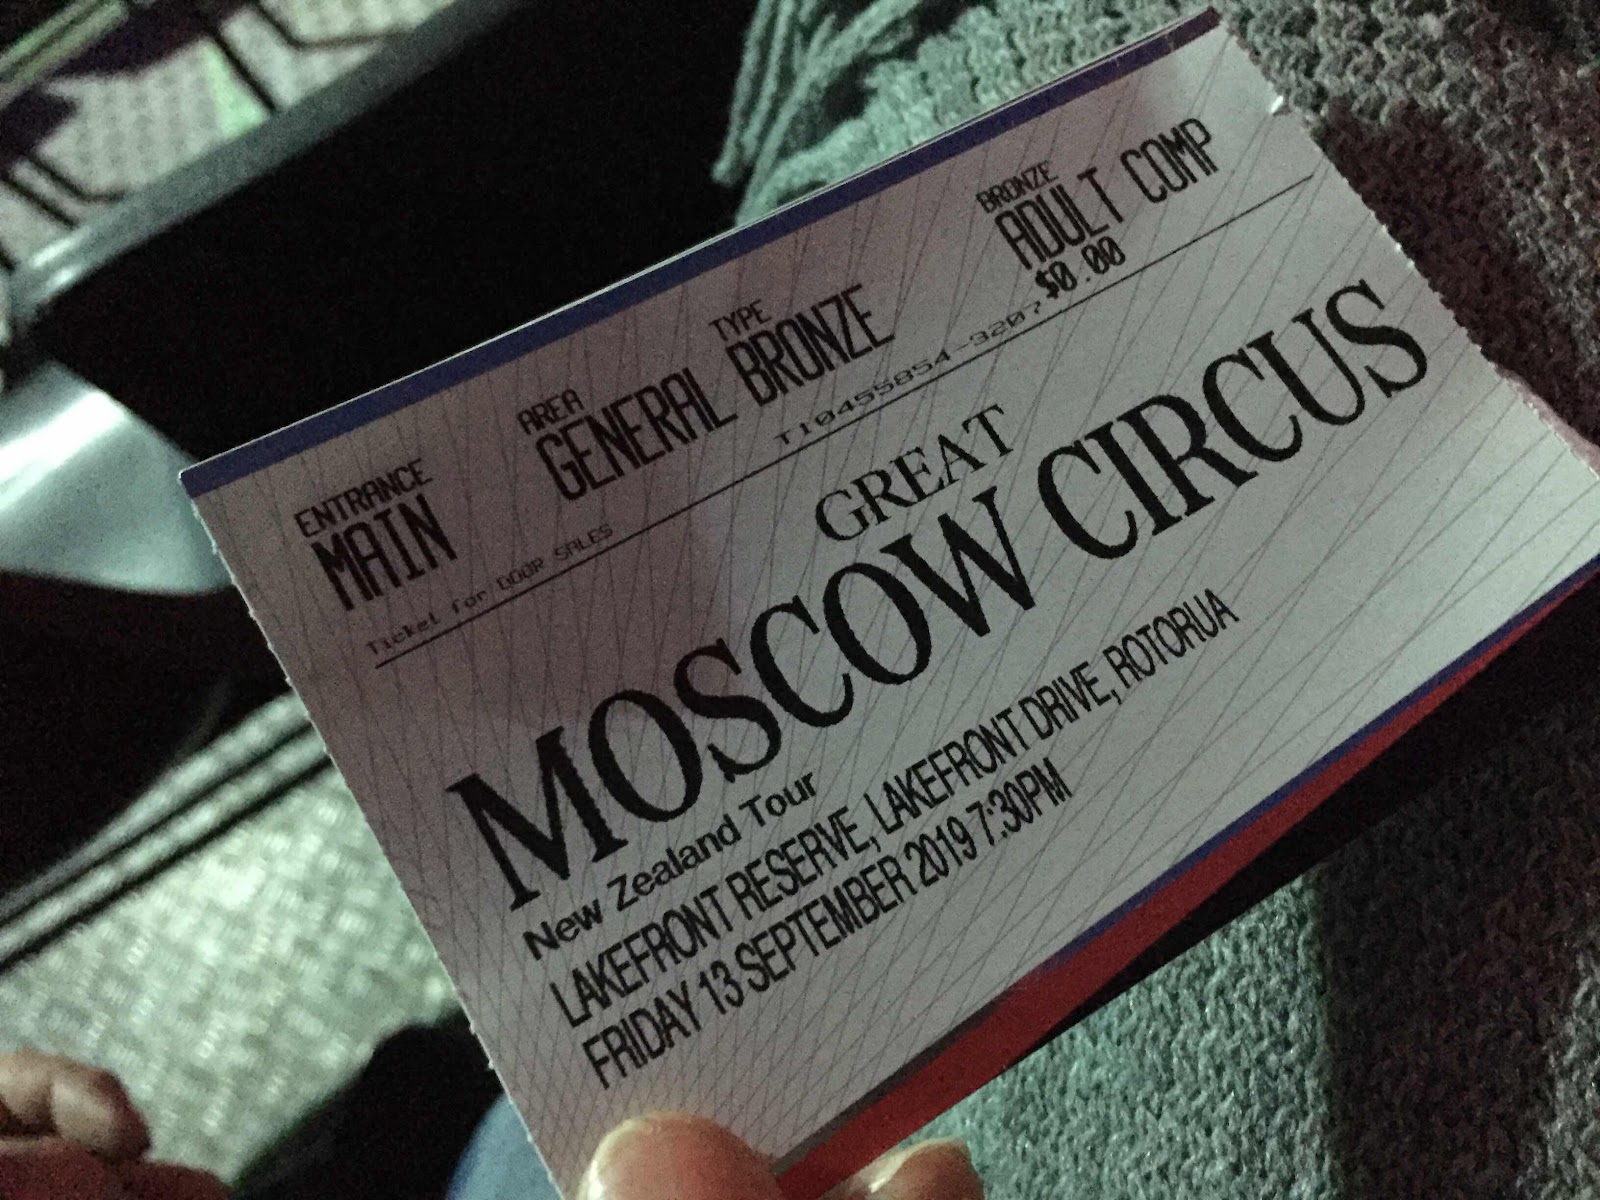 ENTRANCE AREA TYPE BRONZE
MAIN GENERAL BRONZE ADULT COMP
$0.00
Ticket for DOOR SALES T10455854-3207
GREAT
MOSCOW CIRCUS
New Zealand Tour
LAKEFRONT RESERVE, LAKEFRONT DRIVE, ROTORUA
FRIDAY 13 SEPTEMBER 2019 7:30PM